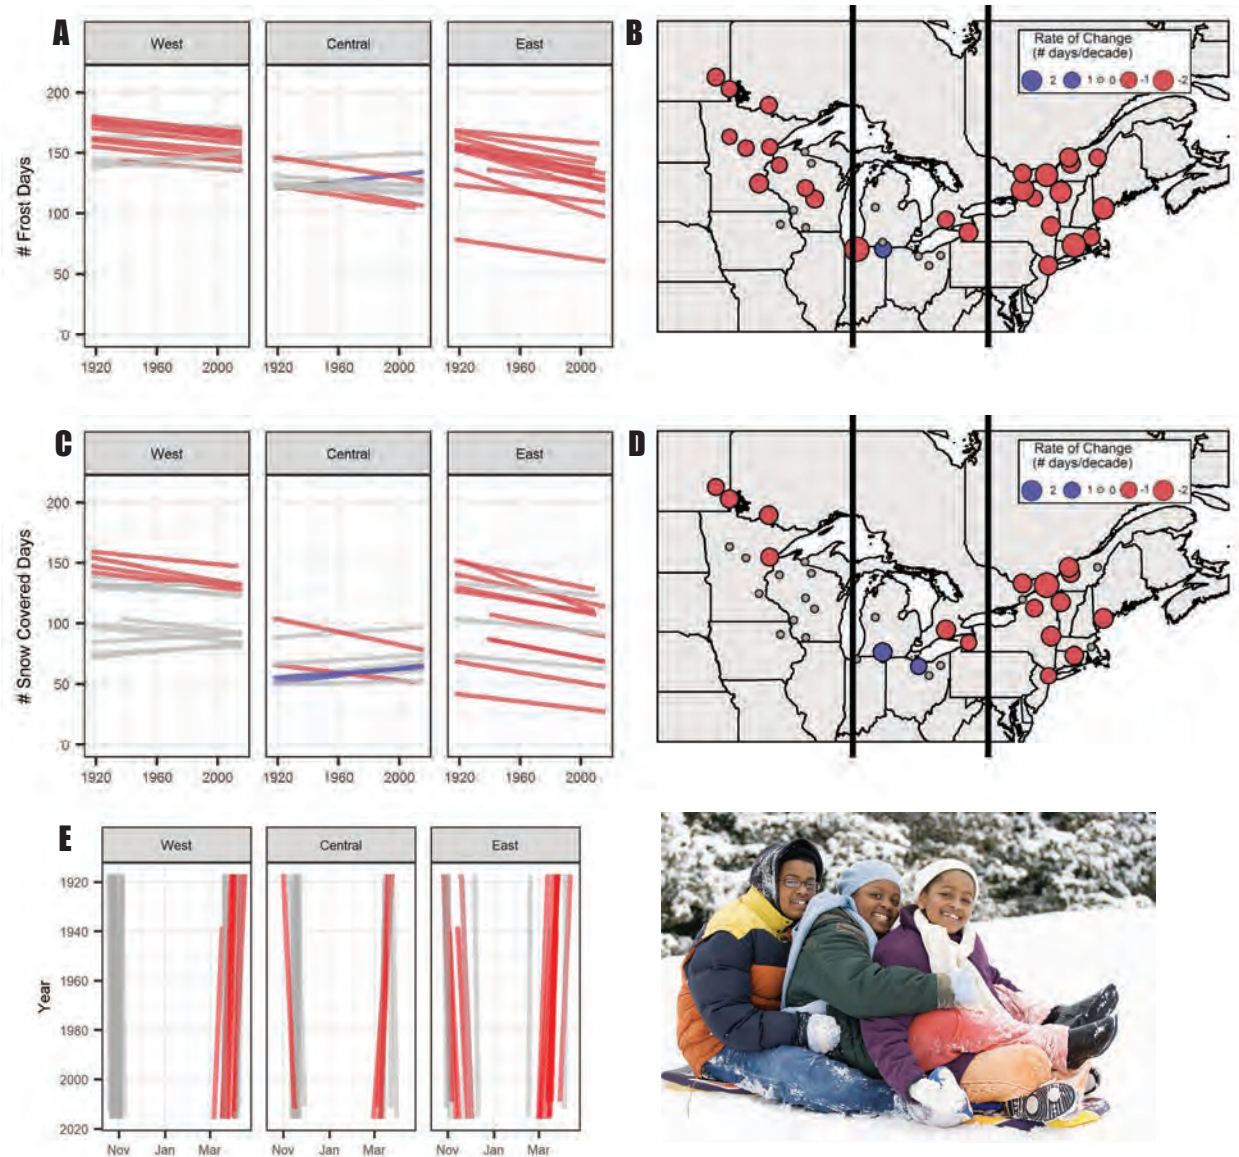 A
West
Central
East
# Frost Days
200
150
100
50
0
1920
1960
2000
1920
1960
2000
1920
1960
2000
B
Rate of Change
(# days/decade)
2 1 0 -1 -2
C
West
Central
East
# Snow Covered Days
200
150
100
50
0
1920
1960
2000
1920
1960
2000
1920
1960
2000
D
Rate of Change
(# days/decade)
2 1 0 -1 -2
E
West
Central
East
Year
1920
1940
1960
1980
2000
2020
Nov
Jan
Mar
Nov
Jan
Mar
Nov
Jan
Mar